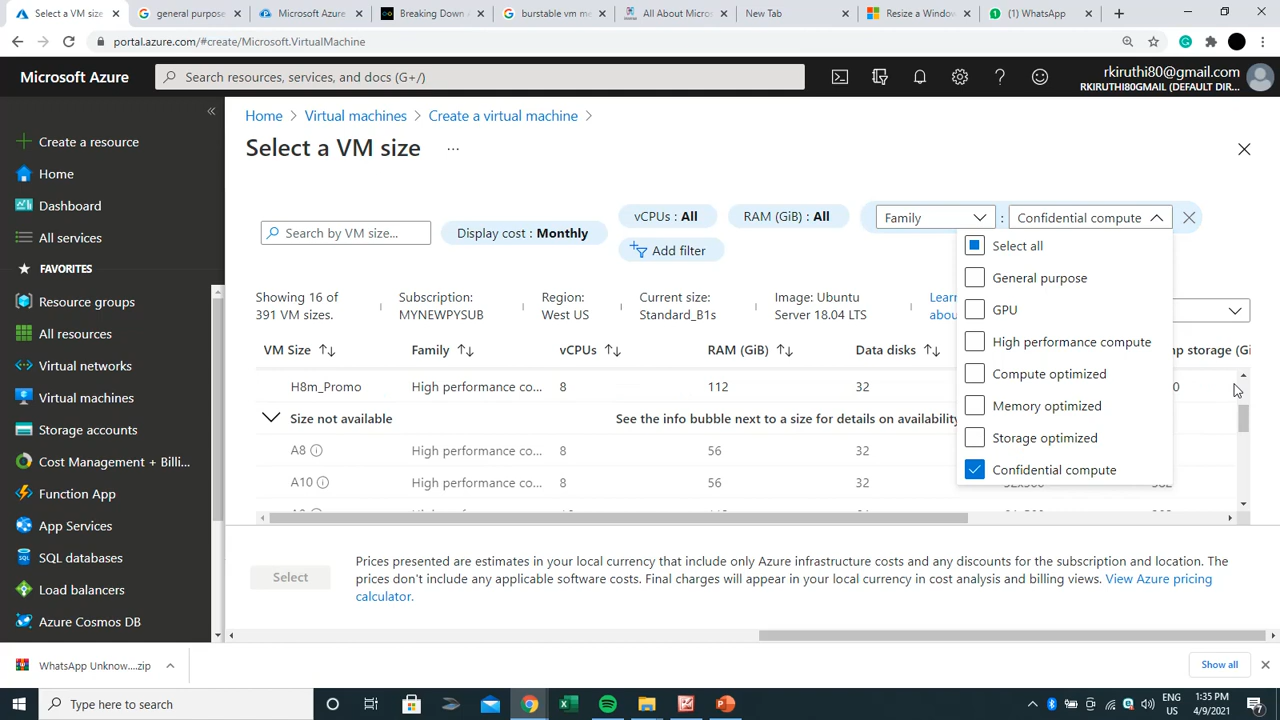 Select a VM size
general purpose
Microsoft Azure
Breaking Down
burstable vm me
All About Micros
New Tab
Resize a Window
(1) WhatsApp
portal.azure.com/#create/Microsoft.VirtualMachine
Microsoft Azure
Search resources, services, and docs (G+/)
rkiruthi80@gmail.com
RKIRUTHI80GMAIL (DEFAULT DIR...
Create a resource
Home
Dashboard
All services
FAVORITES
Resource groups
All resources
Virtual networks
Virtual machines
Storage accounts
Cost Management + Billi...
Function App
App Services
SQL databases
Load balancers
Azure Cosmos DB
Home > Virtual machines > Create a virtual machine >
Select a VM size ...
Search by VM size...
Display cost : Monthly
vCPUs : All
RAM (GiB) : All
Family : Confidential compute
Add filter
Select all
General purpose
GPU
High performance compute
Compute optimized
Memory optimized
Storage optimized
Confidential compute
Showing 16 of
391 VM sizes.
Subscription:
MYNEWPYSUB
Region:
West US
Current size:
Standard_B1s
Image: Ubuntu
Server 18.04 LTS
Learn
abou
VM Size Family vCPUs RAM (GiB) Data disks mp storage (Gi
H8m_Promo High performance co... 8 112 32 0
Size not available See the info bubble next to a size for details on availability
A8 High performance co... 8 56 32
A10 High performance co... 8 56 32
Select
Prices presented are estimates in your local currency that include only Azure infrastructure costs and any discounts for the subscription and location. The
prices don't include any applicable software costs. Final charges will appear in your local currency in cost analysis and billing views. View Azure pricing
calculator.
WhatsApp Unknow....zip
Show all
Type here to search
ENG
US
1:35 PM
4/9/2021
7